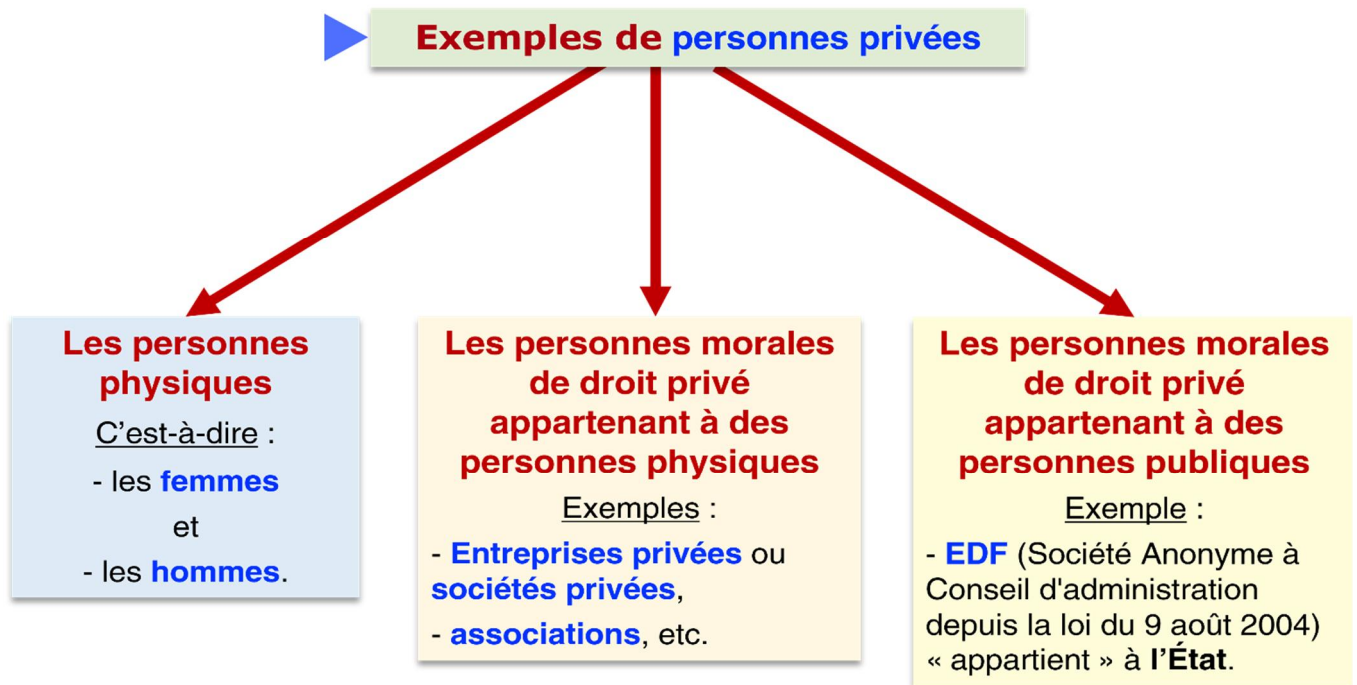 Exemples de personnes privées
Les personnes
physiques
C’est-à-dire :
- les femmes
et
- les hommes.
Les personnes morales
de droit privé
appartenant à des
personnes physiques
Exemples :
- Entreprises privées ou
sociétés privées,
- associations, etc.
Les personnes morales
de droit privé
appartenant à des
personnes publiques
Exemple :
- EDF (Société Anonyme à
Conseil d'administration
depuis la loi du 9 août 2004)
« appartient » à l’État.